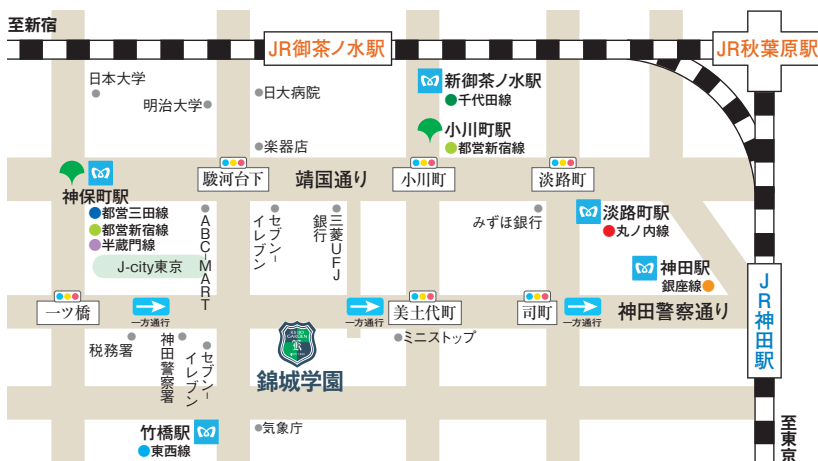 至新宿
JR御茶ノ水駅
JR秋葉原駅
日本大学
明治大学
日大病院
新御茶ノ水駅
千代田線
楽器店
小川町駅
都営新宿線
駿河台下
靖国通り
小川町
淡路町
神保町駅
都営三田線
都営新宿線
半蔵門線
J-city東京
ABC-MART
セブン-
イレブン
三菱UFJ
銀行
みずほ銀行
淡路町駅
丸ノ内線
神田駅
銀座線
JR神田駅
一ツ橋
一方通行
一方通行
美土代町
司町
一方通行
神田警察通り
税務署
神田警察署
セブン-
イレブン
ミニストップ
錦城学園
竹橋駅
東西線
気象庁
至東京